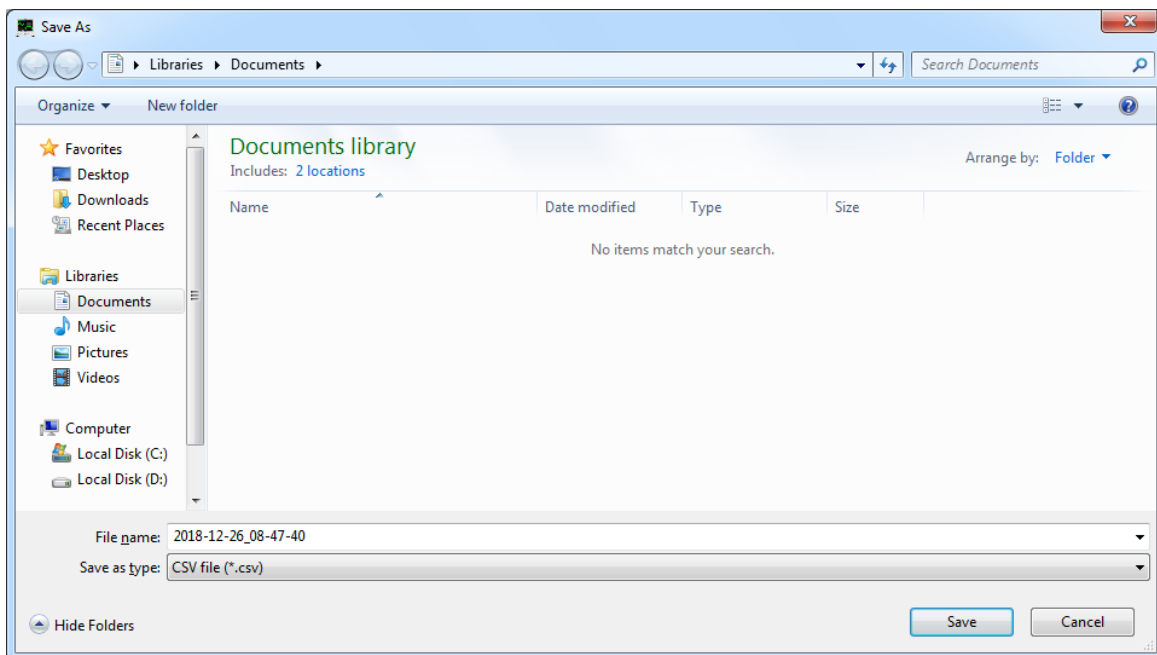 Save As
Libraries Documents
Search Documents
Organize New folder
Favorites
Desktop
Downloads
Recent Places
Libraries
Documents
Music
Pictures
Videos
Computer
Local Disk (C:)
Local Disk (D:)
Documents library
Includes: 2 locations
Arrange by: Folder
Name Date modified Type Size
No items match your search.
File name: 2018-12-26_08-47-40
Save as type: CSV file (*.csv)
Hide Folders
Save Cancel